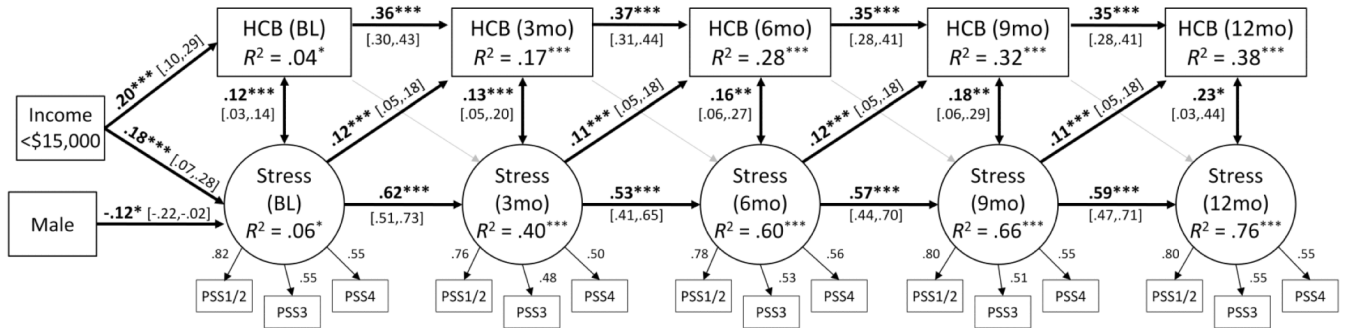 HCB (BL)
R² = .04*
.36***
[.30,.43]
HCB (3mo)
R² = .17***
.37***
[.31,.44]
HCB (6mo)
R² = .28***
.35***
[.28,.41]
HCB (9mo)
R² = .32***
.35***
[.28,.41]
HCB (12mo)
R² = .38***
Income
<$15,000
.20*** [.10,.29]
.18*** [.07,.28]
.12***
[.03,.14]
.12*** [.05,.18]
.13***
[.05,.20]
.11*** [.05,.18]
.16**
[.06,.27]
.12*** [.05,.18]
.18**
[.06,.29]
.11*** [.05,.18]
.23*
[.03,.44]
Male
-.12* [-.22,-.02]
Stress
(BL)
R² = .06*
.62***
[.51,.73]
Stress
(3mo)
R² = .40***
.53***
[.41,.65]
Stress
(6mo)
R² = .60***
.57***
[.44,.70]
Stress
(9mo)
R² = .66***
.59***
[.47,.71]
Stress
(12mo)
R² = .76***
.82
.55
.55
PSS1/2
PSS3
PSS4
.76
.48
.50
PSS1/2
PSS3
PSS4
.78
.53
.56
PSS1/2
PSS3
PSS4
.80
.51
.55
PSS1/2
PSS3
PSS4
.80
.55
.55
PSS1/2
PSS3
PSS4